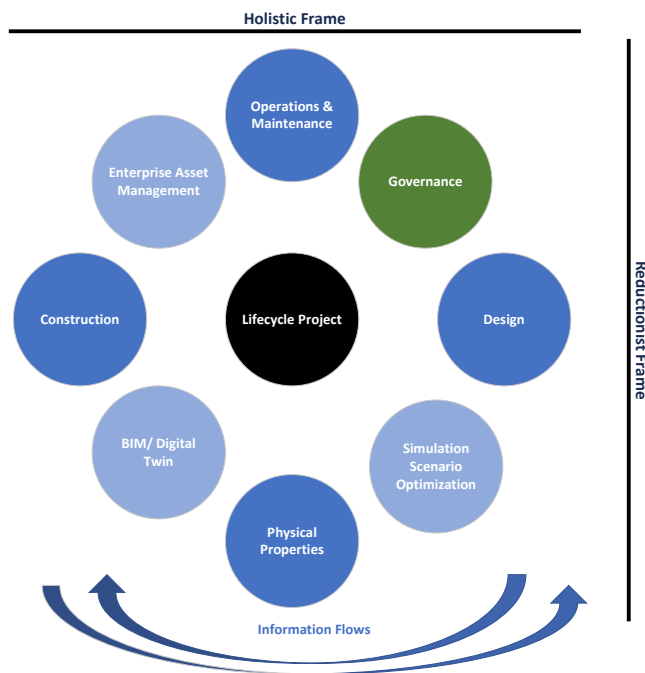 Holistic Frame
Operations &
Maintenance
Enterprise Asset
Management
Governance
Construction
Lifecycle Project
Design
Reductionist Frame
BIM/ Digital
Twin
Simulation
Scenario
Optimization
Physical
Properties
Information Flows